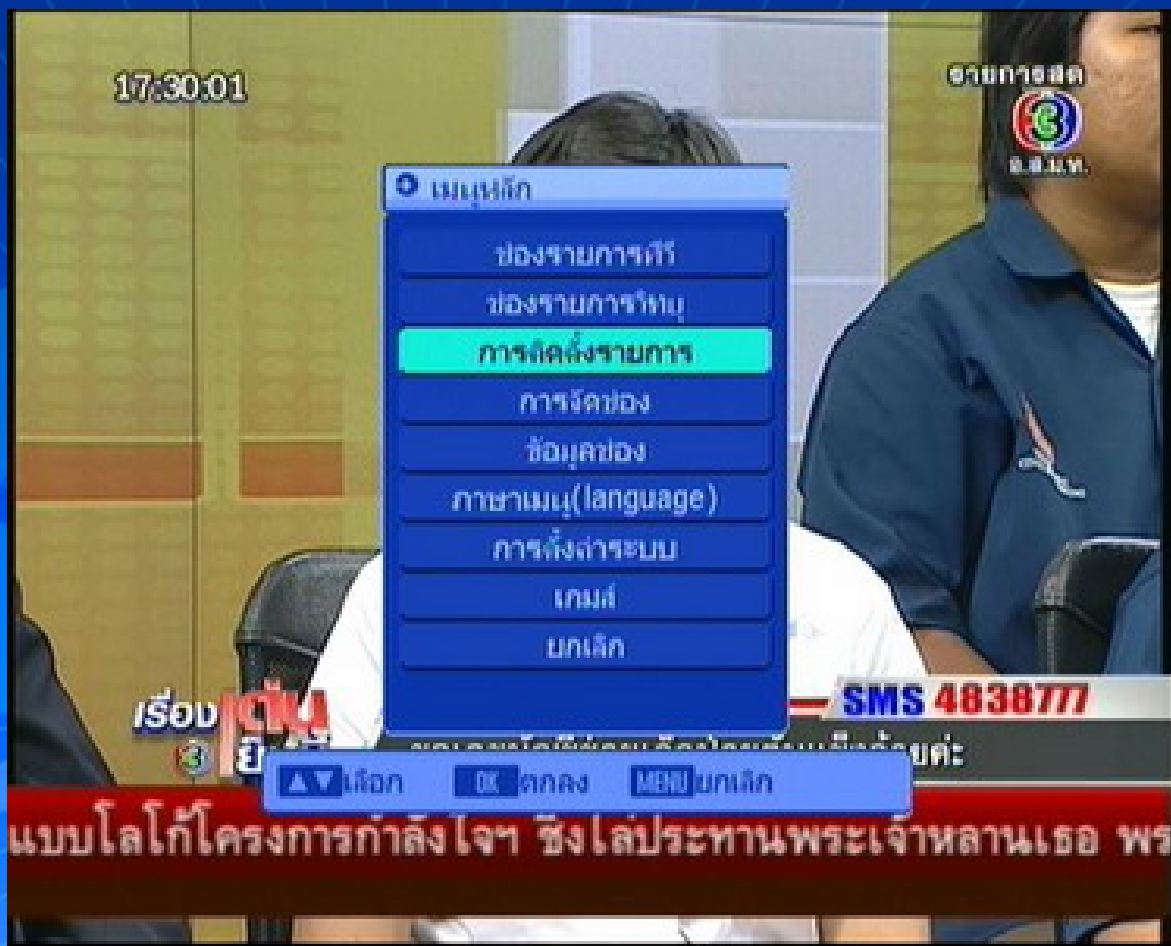 17:30:01
รายการสด
3
อ.ส.ม.ท.
เมนูหลัก
ช่องรายการทีวี
ช่องรายการวิทยุ
การติดตั้งรายการ
การจัดช่อง
ข้อมูลช่อง
ภาษาเมนู(language)
การตั้งค่าระบบ
เกมส์
ยกเลิก
เรื่องเด่น
SMS 4838777
3
▲▼เลือก OK ตกลง MENU ยกเลิก
แบบโลโก้โครงการกำลังใจฯ ซึ่งได้ประทานพระเจ้าหลานเธอ พร